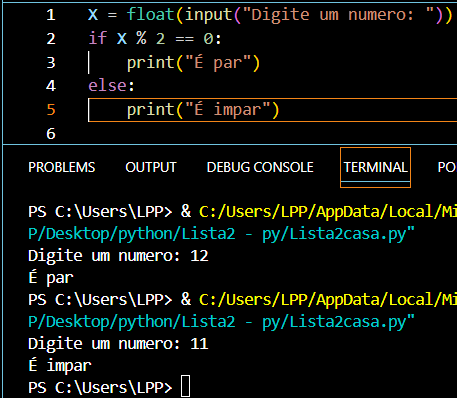 1 X = float(input("Digite um numero: "))
2 if X % 2 == 0:
3 print("É par")
4 else:
5 print("É impar")
6
PROBLEMS OUTPUT DEBUG CONSOLE TERMINAL PO
PS C:\Users\LPP> & C:/Users/LPP/AppData/Local/Mi
P/Desktop/python/Lista2 - py/Lista2casa.py"
Digite um numero: 12
É par
PS C:\Users\LPP> & C:/Users/LPP/AppData/Local/Mi
P/Desktop/python/Lista2 - py/Lista2casa.py"
Digite um numero: 11
É impar
PS C:\Users\LPP>